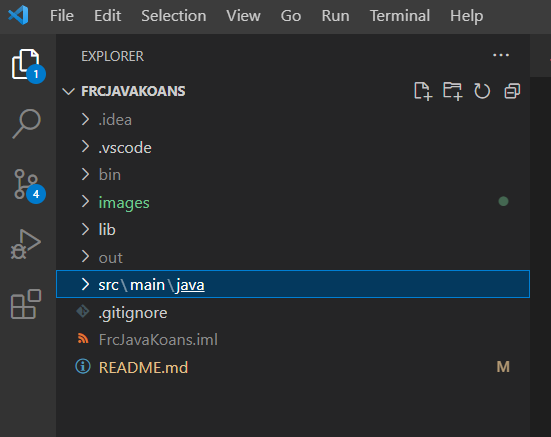 File Edit Selection View Go Run Terminal Help
EXPLORER
FRCJAVAKOANS
.idea
.vscode
bin
images
lib
out
src\main\java
.gitignore
FrcJavaKoans.iml
README.md M
1
4